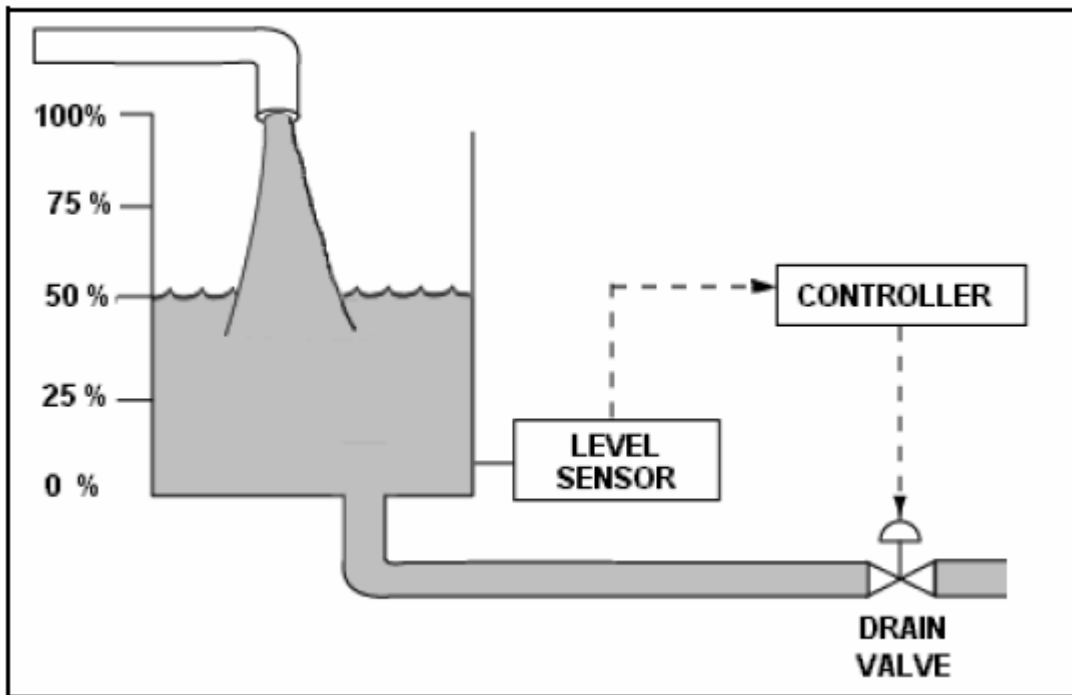 100%
75 %
50 %
25 %
0 %
CONTROLLER
LEVEL
SENSOR
DRAIN
VALVE